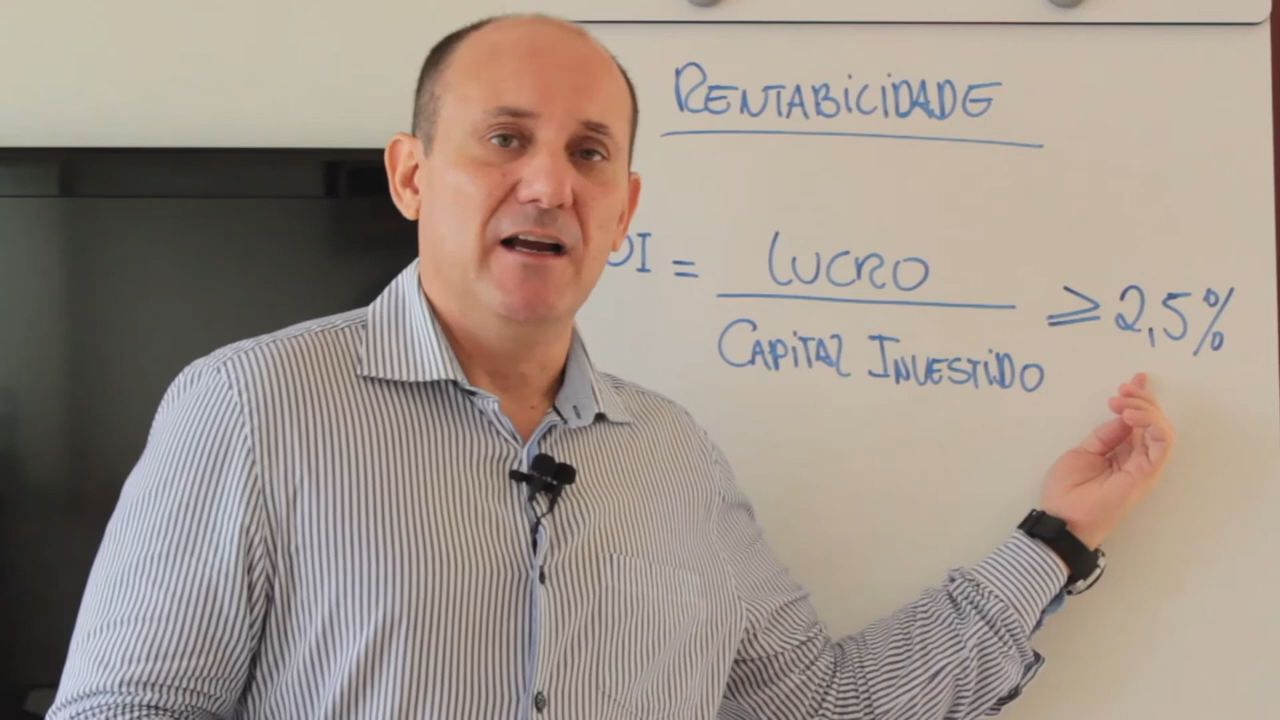 RENTABILIDADE
OI = LUCRO
CAPITAL INVESTIDO
≥ 2,5%